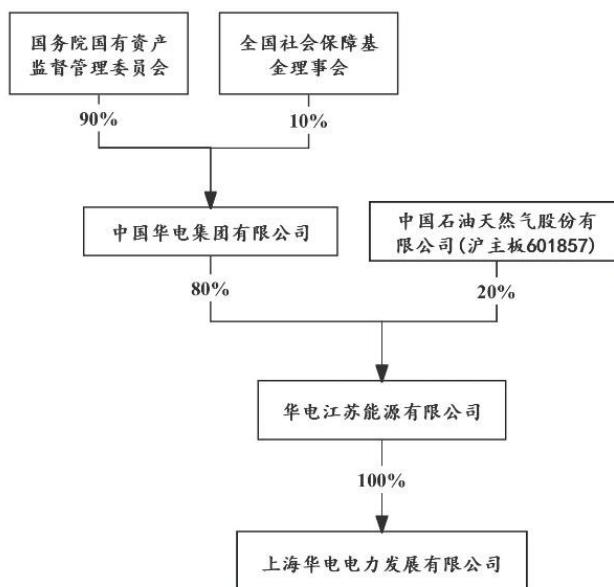 国务院国有资产
监督管理委员会
全国社会保障基
金理事会
90%
10%
中国华电集团有限公司
中国石油天然气股份有
限公司(沪主板601857)
80%
20%
华电江苏能源有限公司
100%
上海华电电力发展有限公司